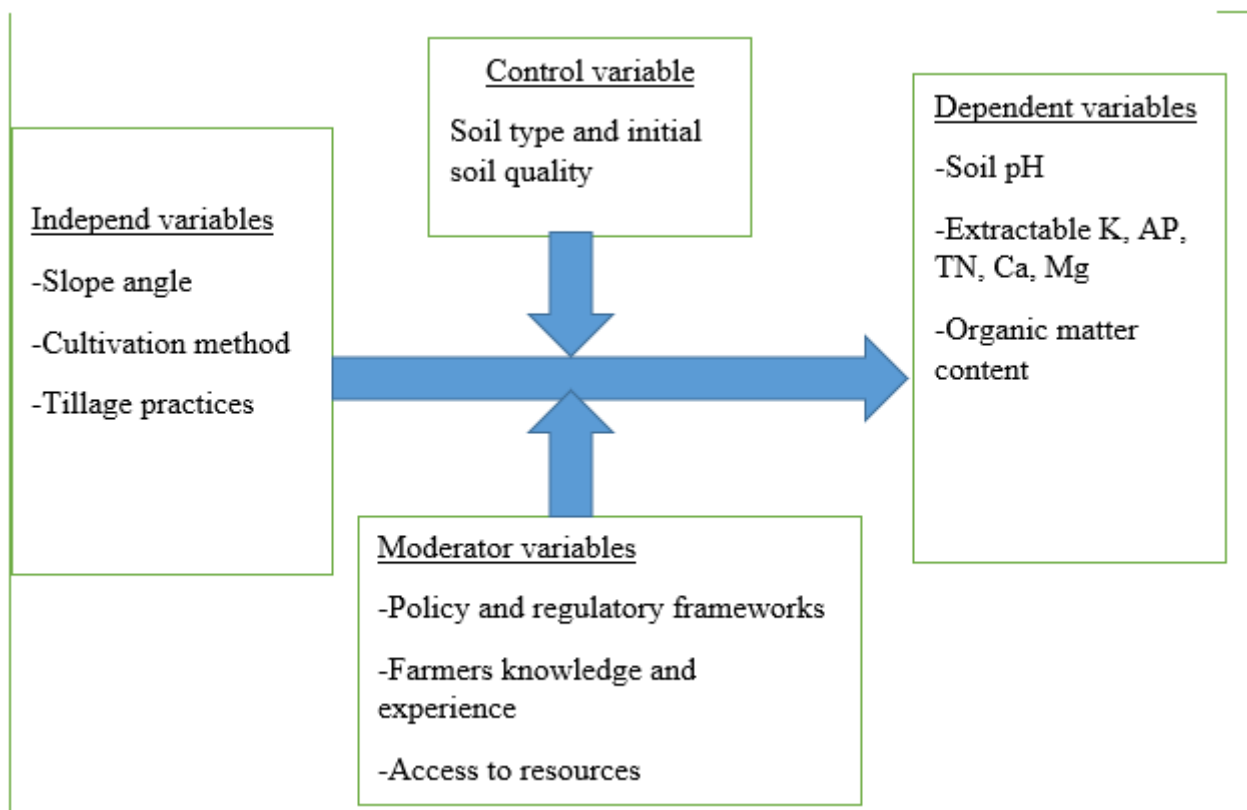 Control variable
Soil type and initial
soil quality
Independ variables
-Slope angle
-Cultivation method
-Tillage practices
Dependent variables
-Soil pH
-Extractable K, AP,
TN, Ca, Mg
-Organic matter
content
Moderator variables
-Policy and regulatory frameworks
-Farmers knowledge and
experience
-Access to resources